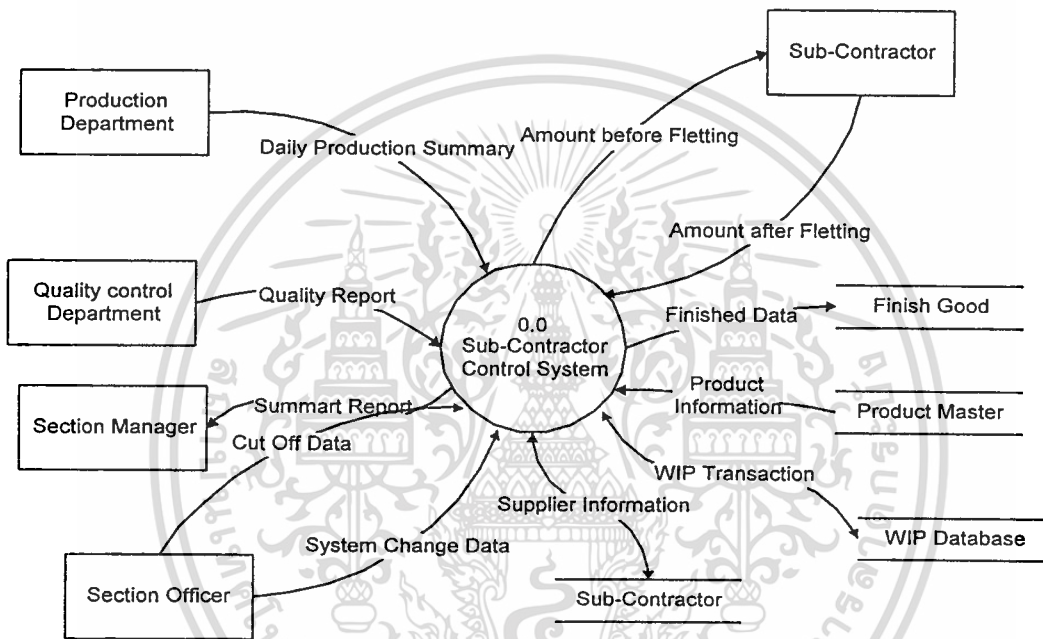 Sub-Contractor
Production
Department
Daily Production Summary
Amount before Fletting
Amount after Fletting
Quality control
Department
Quality Report
0.0
Sub-Contractor
Control System
Finished Data
Finish Good
Section Manager
Summart Report
Product
Information
Product Master
Cut Off Data
WIP Transaction
Supplier Information
WIP Database
System Change Data
Section Officer
Sub-Contractor